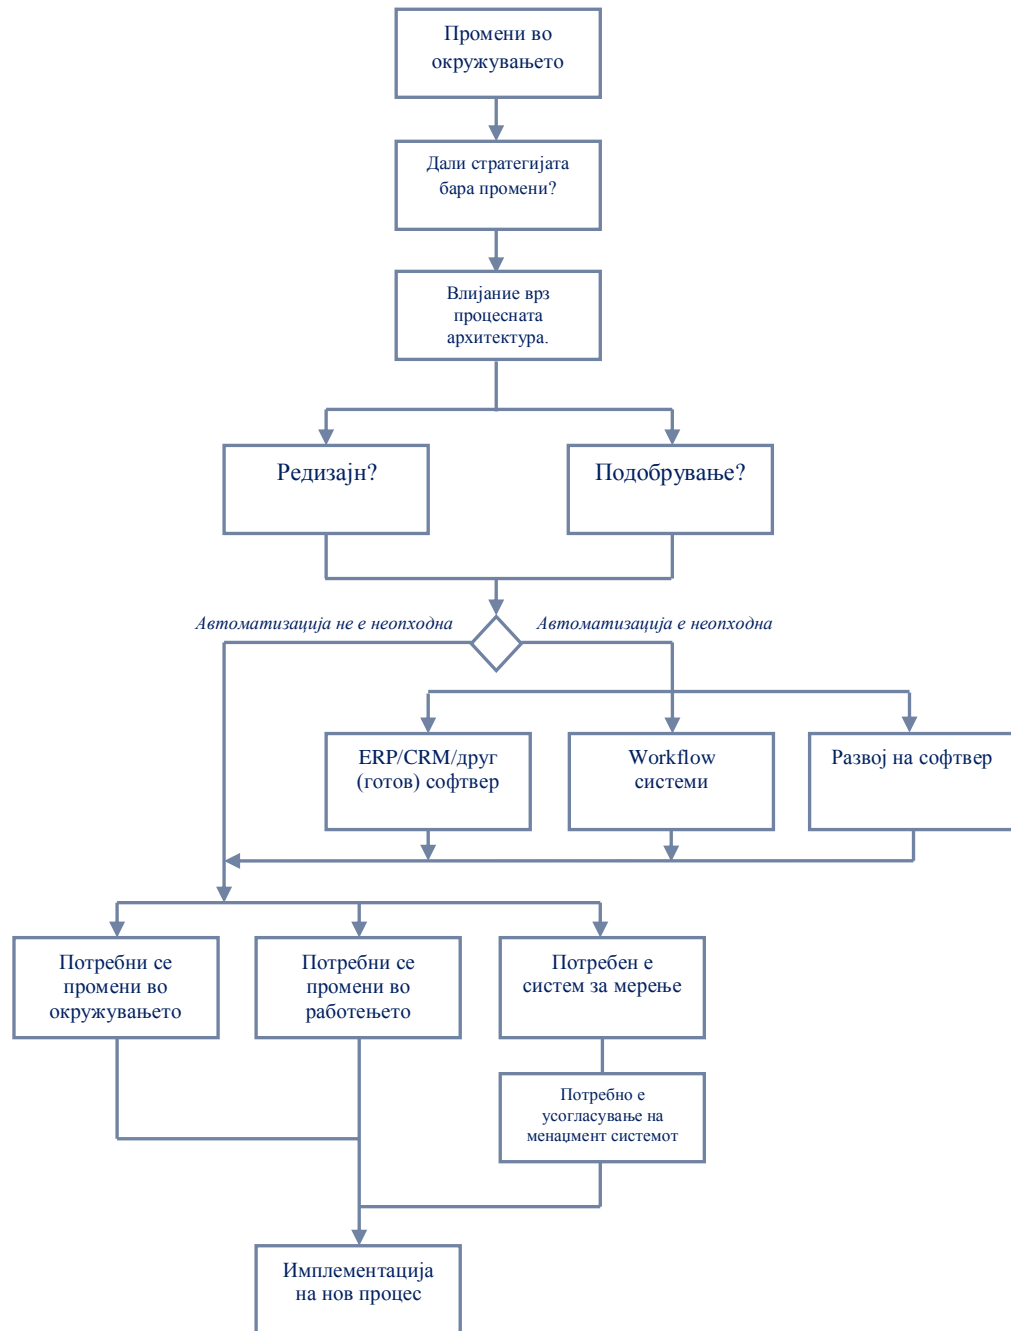 Промени во
окружувањето
Дали стратегијата
бара промени?
Влијание врз
процесната
архитектура.
Редизајн?
Подобрување?
Автоматизација не е неопходна
Автоматизација е неопходна
ERP/CRM/друг
(готов) софтвер
Workflow
системи
Развој на софтвер
Потребни се
промени во
окружувањето
Потребни се
промени во
работењето
Потребен е
систем за мерење
Потребно е
усогласување на
менаџмент системот
Имплементација
на нов процес